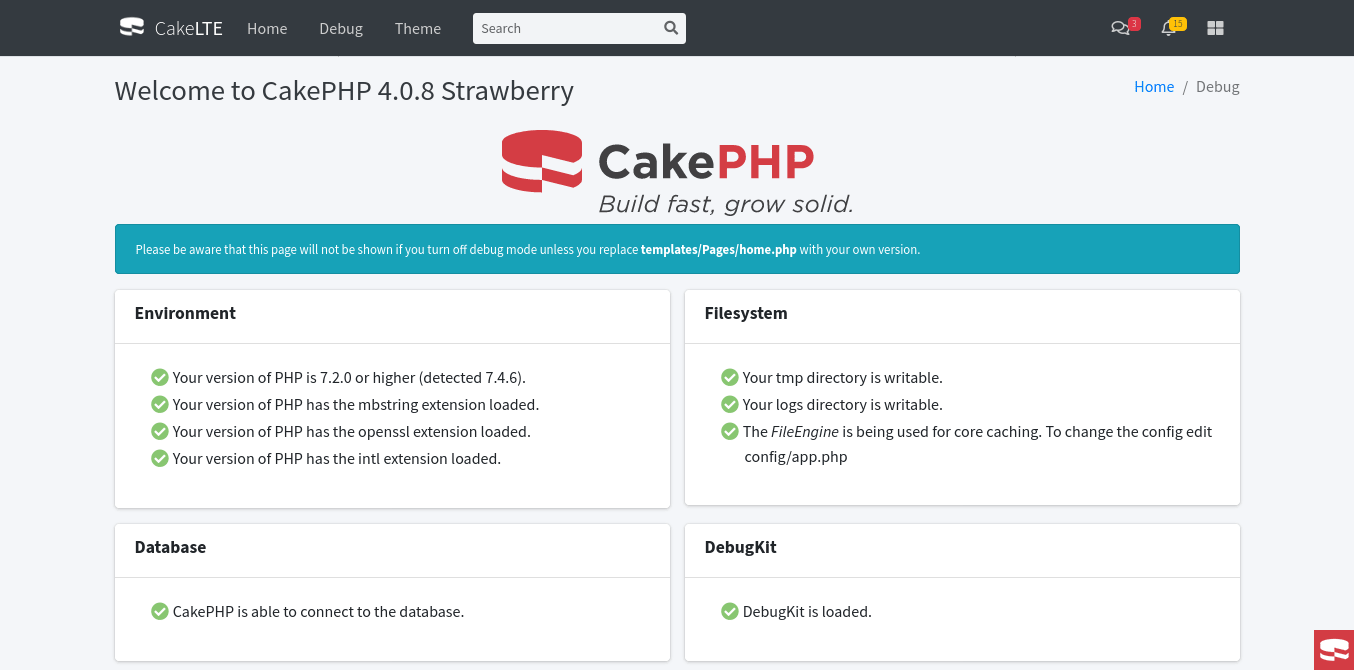 CakeLTE Home Debug Theme Search 3 15
Welcome to CakePHP 4.0.8 Strawberry
Home / Debug
CakePHP
Build fast, grow solid.
Please be aware that this page will not be shown if you turn off debug mode unless you replace templates/Pages/home.php with your own version.
Environment
Your version of PHP is 7.2.0 or higher (detected 7.4.6).
Your version of PHP has the mbstring extension loaded.
Your version of PHP has the openssl extension loaded.
Your version of PHP has the intl extension loaded.
Filesystem
Your tmp directory is writable.
Your logs directory is writable.
The FileEngine is being used for core caching. To change the config edit
config/app.php
Database
CakePHP is able to connect to the database.
DebugKit
DebugKit is loaded.